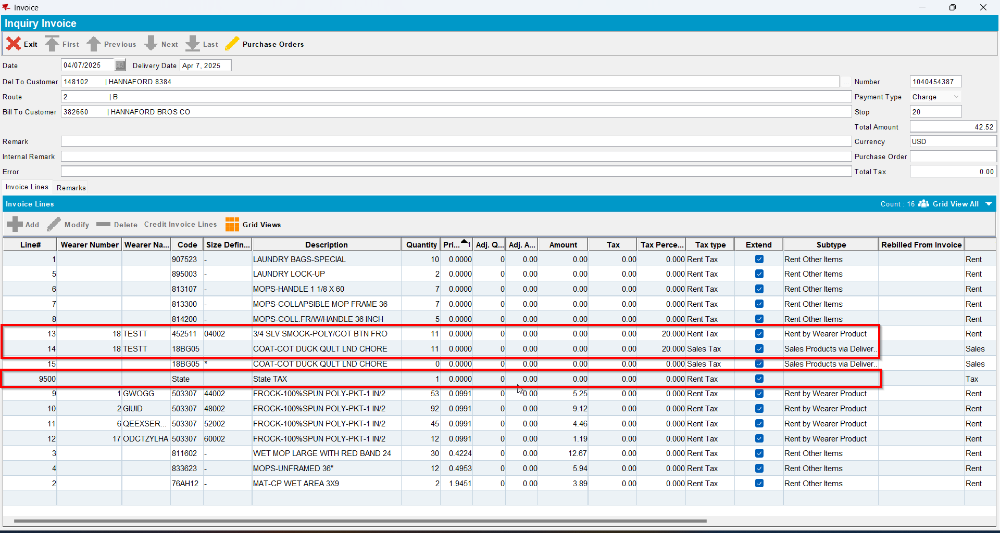 Invoice
Inquiry Invoice
Exit First Previous Next Last Purchase Orders
Date 04/07/2025 Delivery Date Apr 7, 2025
Del To Customer 148102 | HANNAFORD 8384 ... Number 1040454387
Route 2 | B Payment Type Charge
Bill To Customer 382660 | HANNAFORD BROS CO Stop 20
Total Amount 42.52
Remark Currency USD
Internal Remark Purchase Order
Error Total Tax 0.00
Invoice Lines Remarks
Invoice Lines Count : 16 Grid View All
Add Modify Delete Credit Invoice Lines Grid Views
Line# Wearer Number Wearer Na... Code Size Defin... Description Quantity Pri... 1 Adj. Q... Adj. A... Amount Tax Tax Perce... Tax type Extend Subtype Rebilled From Invoice
1 907523 - LAUNDRY BAGS-SPECIAL 10 0.0000 0 0.00 0.00 0.00 0.000 Rent Tax Rent Other Items Rent
5 895003 - LAUNDRY LOCK-UP 2 0.0000 0 0.00 0.00 0.00 0.000 Rent Tax Rent Other Items Rent
6 813107 - MOPS-HANDLE 1 1/8 X 60 7 0.0000 0 0.00 0.00 0.00 0.000 Rent Tax Rent Other Items Rent
7 813300 - MOPS-COLLAPSIBLE MOP FRAME 36 7 0.0000 0 0.00 0.00 0.00 0.000 Rent Tax Rent Other Items Rent
8 814200 - MOPS-COLL.FR/W/HANDLE 36 INCH 5 0.0000 0 0.00 0.00 0.00 0.000 Rent Tax Rent Other Items Rent
13 18 TESTT 452511 04002 3/4 SLV SMOCK-POLY/COT BTN FRO 11 0.0000 0 0.00 0.00 0.00 20.000 Rent Tax Rent by Wearer Product Rent
14 18 TESTT 18BG05 COAT-COT DUCK QULT LND CHORE 11 0.0000 0 0.00 0.00 0.00 20.000 Sales Tax Sales Products via Deliver... Sales
15 18BG05 * COAT-COT DUCK QULT LND CHORE 0 0.0000 0 0.00 0.00 0.00 0.000 Sales Tax Sales Products via Deliver... Sales
9500 State State TAX 1 0.0000 0 0.00 0.00 0.00 0.000 Rent Tax Tax
9 1 GWOGG 503307 44002 FROCK-100%SPUN POLY-PKT-1 IN/2 53 0.0991 0 0.00 5.25 0.00 0.000 Rent Tax Rent by Wearer Product Rent
10 2 GIUID 503307 48002 FROCK-100%SPUN POLY-PKT-1 IN/2 92 0.0991 0 0.00 9.12 0.00 0.000 Rent Tax Rent by Wearer Product Rent
11 6 QEEXSER... 503307 52002 FROCK-100%SPUN POLY-PKT-1 IN/2 45 0.0991 0 0.00 4.46 0.00 0.000 Rent Tax Rent by Wearer Product Rent
12 17 ODCTZYLHA 503307 60002 FROCK-100%SPUN POLY-PKT-1 IN/2 12 0.0991 0 0.00 1.19 0.00 0.000 Rent Tax Rent by Wearer Product Rent
3 811602 - WET MOP LARGE WITH RED BAND 24 30 0.4224 0 0.00 12.67 0.00 0.000 Rent Tax Rent Other Items Rent
4 833623 - MOPS-UNFRAMED 36" 12 0.4953 0 0.00 5.94 0.00 0.000 Rent Tax Rent Other Items Rent
2 76AH12 - MAT-CP WET AREA 3X9 2 1.9451 0 0.00 3.89 0.00 0.000 Rent Tax Rent Other Items Rent